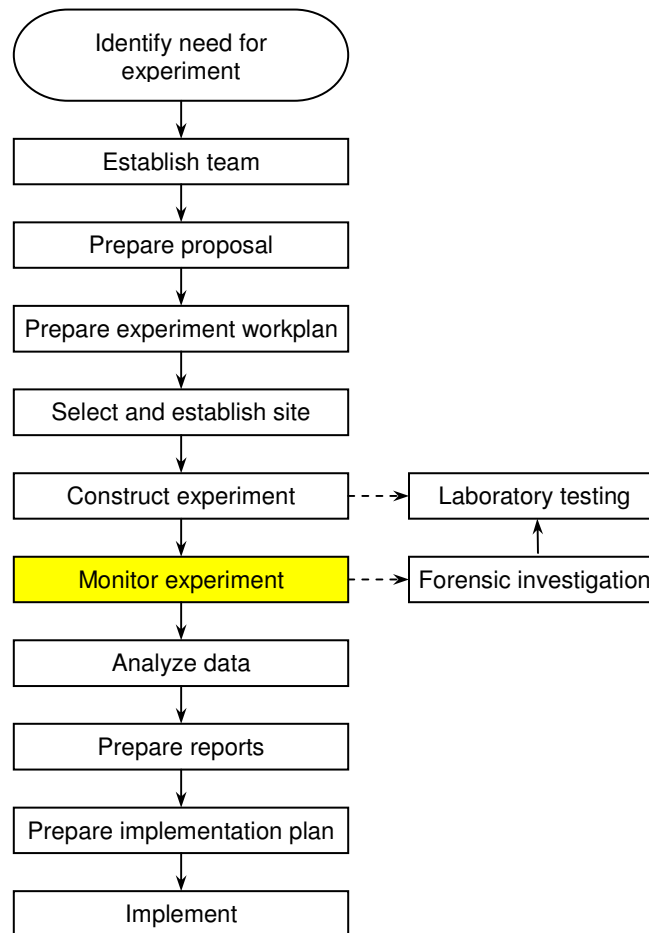 Identify need for
experiment
Establish team
Prepare proposal
Prepare experiment workplan
Select and establish site
Construct experiment
Laboratory testing
Monitor experiment
Forensic investigation
Analyze data
Prepare reports
Prepare implementation plan
Implement